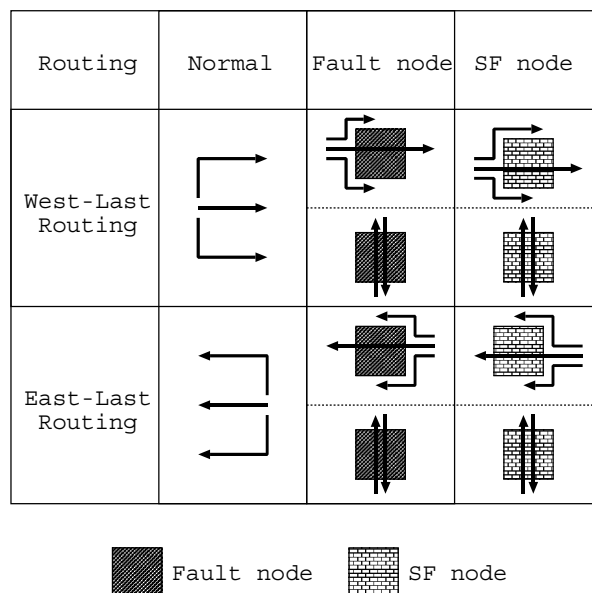 Routing
Normal
Fault node
SF node
West-Last
Routing
East-Last
Routing
Fault node
SF node